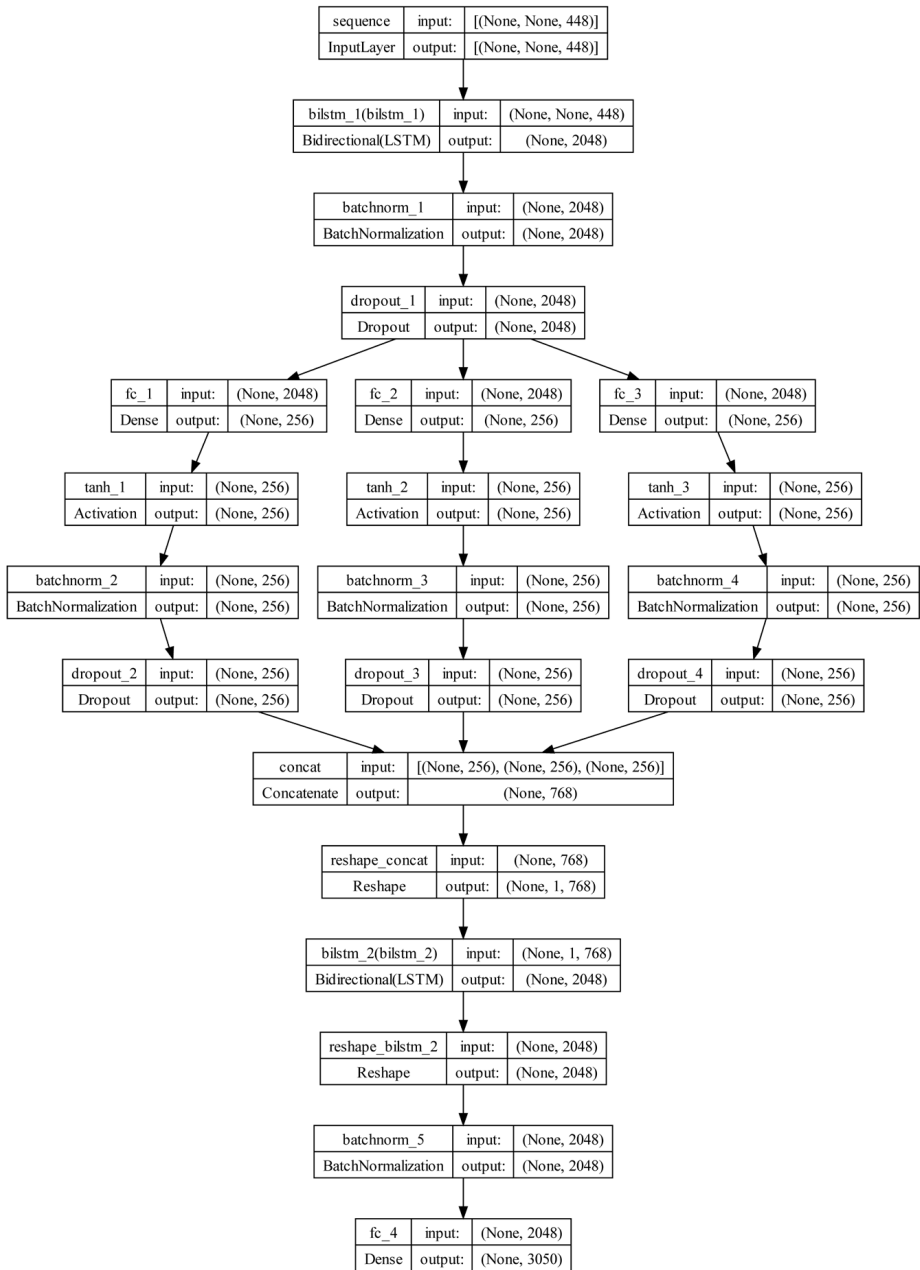 sequence input: [(None, None, 448)]
InputLayer output: [(None, None, 448)]
bilstm_1(bilstm_1) input: (None, None, 448)
Bidirectional(LSTM) output: (None, 2048)
batchnorm_1 input: (None, 2048)
BatchNormalization output: (None, 2048)
dropout_1 input: (None, 2048)
Dropout output: (None, 2048)
fc_1 input: (None, 2048)
Dense output: (None, 256)
fc_2 input: (None, 2048)
Dense output: (None, 256)
fc_3 input: (None, 2048)
Dense output: (None, 256)
tanh_1 input: (None, 256)
Activation output: (None, 256)
tanh_2 input: (None, 256)
Activation output: (None, 256)
tanh_3 input: (None, 256)
Activation output: (None, 256)
batchnorm_2 input: (None, 256)
BatchNormalization output: (None, 256)
batchnorm_3 input: (None, 256)
BatchNormalization output: (None, 256)
batchnorm_4 input: (None, 256)
BatchNormalization output: (None, 256)
dropout_2 input: (None, 256)
Dropout output: (None, 256)
dropout_3 input: (None, 256)
Dropout output: (None, 256)
dropout_4 input: (None, 256)
Dropout output: (None, 256)
concat input: [(None, 256), (None, 256), (None, 256)]
Concatenate output: (None, 768)
reshape_concat input: (None, 768)
Reshape output: (None, 1, 768)
bilstm_2(bilstm_2) input: (None, 1, 768)
Bidirectional(LSTM) output: (None, 2048)
reshape_bilstm_2 input: (None, 2048)
Reshape output: (None, 2048)
batchnorm_5 input: (None, 2048)
BatchNormalization output: (None, 2048)
fc_4 input: (None, 2048)
Dense output: (None, 3050)